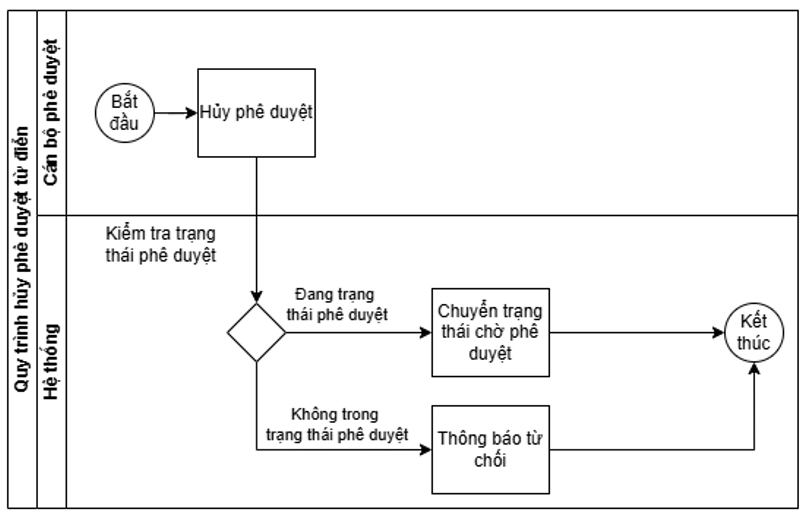 Quy trình hủy phê duyệt từ điển
Cán bộ phê duyệt
Bắt
đầu
Hủy phê duyệt
Hệ thống
Kiểm tra trạng
thái phê duyệt
Đang trạng
thái phê duyệt
Chuyển trạng
thái chờ phê
duyệt
Kết
thúc
Không trong
trạng thái phê duyệt
Thông báo từ
chối